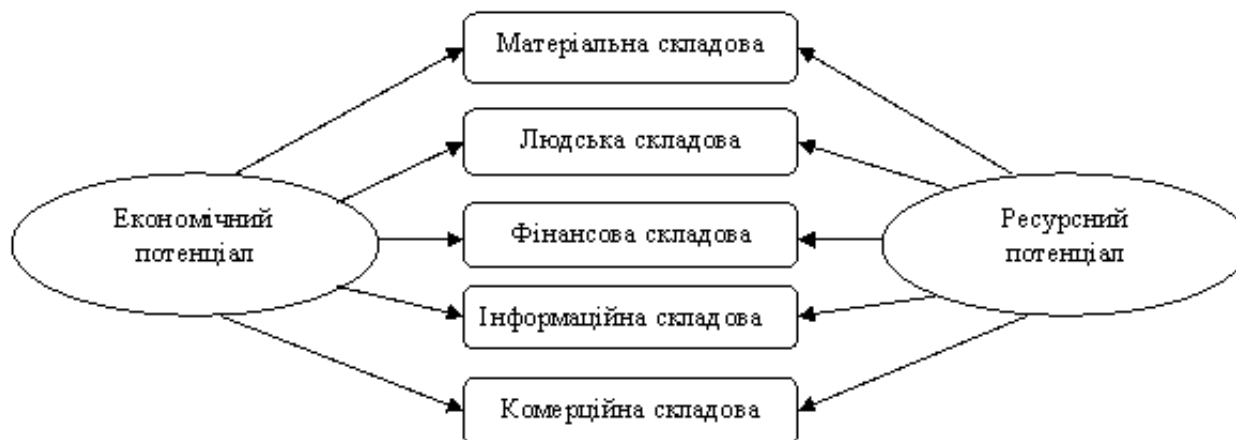 Матеріальна складова
Людська складова
Економічний
потенціал
Фінансова складова
Ресурсний
потенціал
Інформаційна складова
Комерційна складова